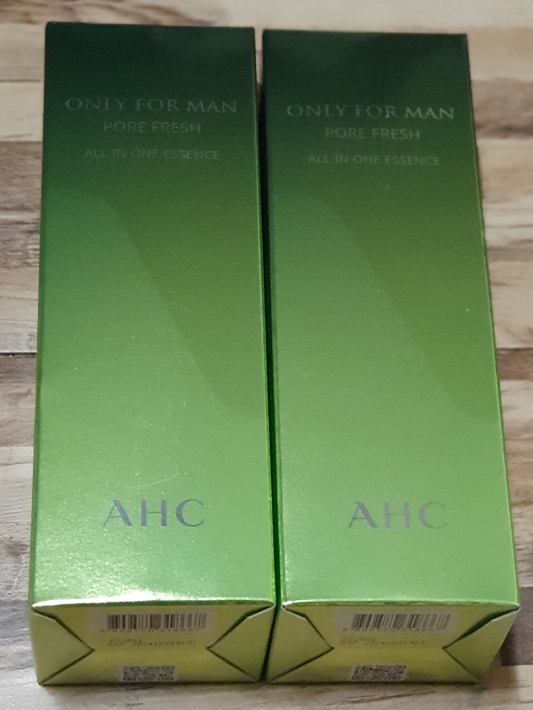 ONLY FOR MAN
PORE FRESH
ALL IN ONE ESSENCE
AHC
ONLY FOR MAN
PORE FRESH
ALL IN ONE ESSENCE
AHC